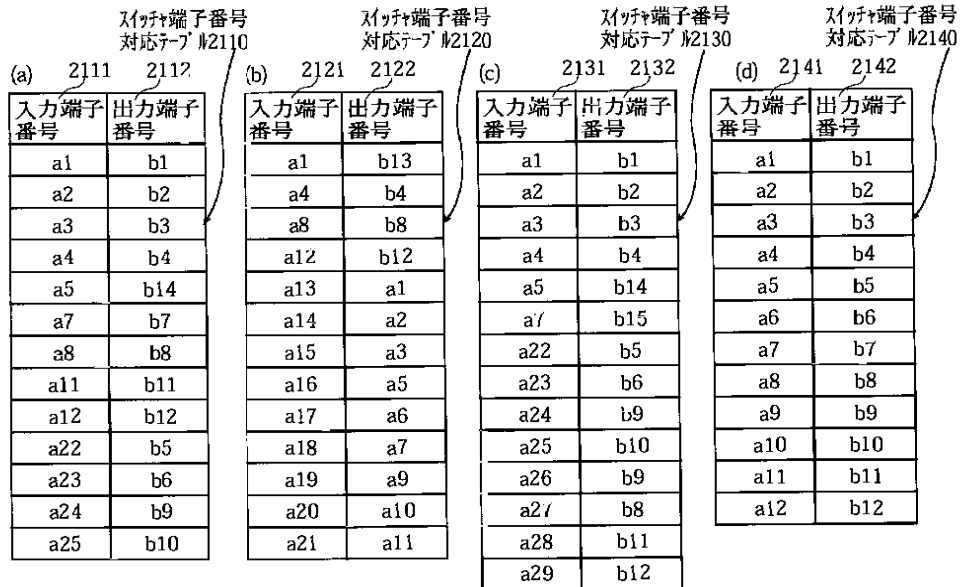 スイッチャ端子番号 スイッチャ端子番号 スイッチャ端子番号 スイッチャ端子番号
対応テーブル2110 対応テーブル2120 対応テーブル2130 対応テーブル2140
(a) 2111 2112 (b) 2121 2122 (c) 2131 2132 (d) 2141 2142
入力端子 出力端子 入力端子 出力端子 入力端子 出力端子 入力端子 出力端子
番号 番号 番号 番号 番号 番号 番号 番号
a1 b1 a1 b13 a1 b1 a1 b1
a2 b2 a4 b4 a2 b2 a2 b2
a3 b3 a8 b8 a3 b3 a3 b3
a4 b4 a12 b12 a4 b4 a4 b4
a5 b14 a13 a1 a5 b14 a5 b5
a7 b7 a14 a2 a7 b15 a6 b6
a8 b8 a15 a3 a22 b5 a7 b7
a11 b11 a16 a5 a23 b6 a8 b8
a12 b12 a17 a6 a24 b9 a9 b9
a22 b5 a18 a7 a25 b10 a10 b10
a23 b6 a19 a9 a26 b9 a11 b11
a24 b9 a20 a10 a27 b8 a12 b12
a25 b10 a21 a11 a28 b11
a29 b12